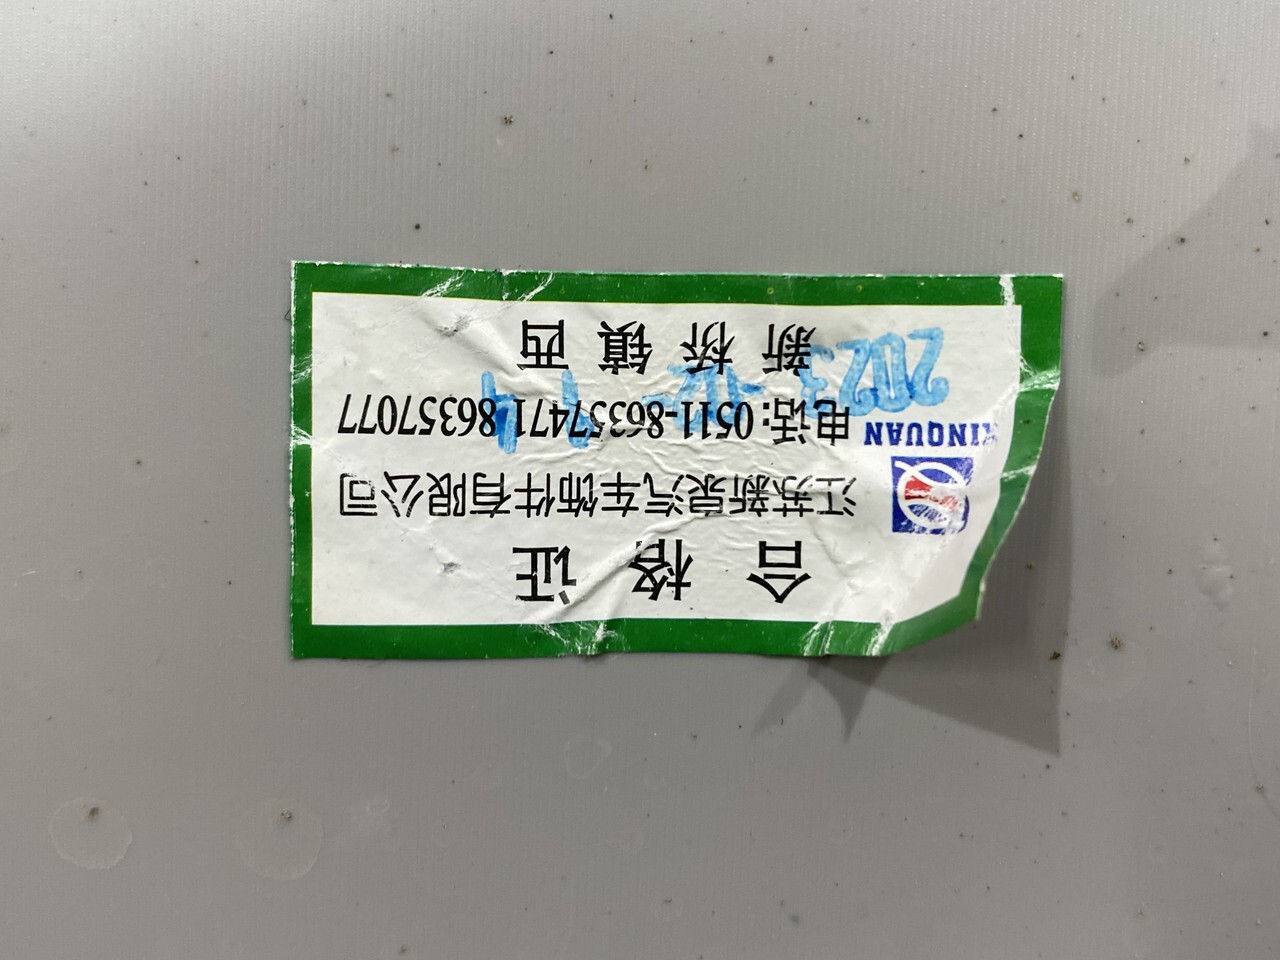 合格证
江苏新泉汽车饰件有限公司
XINQUAN
电话: 0511-86357471 86357077
新桥镇西
2023-12-14